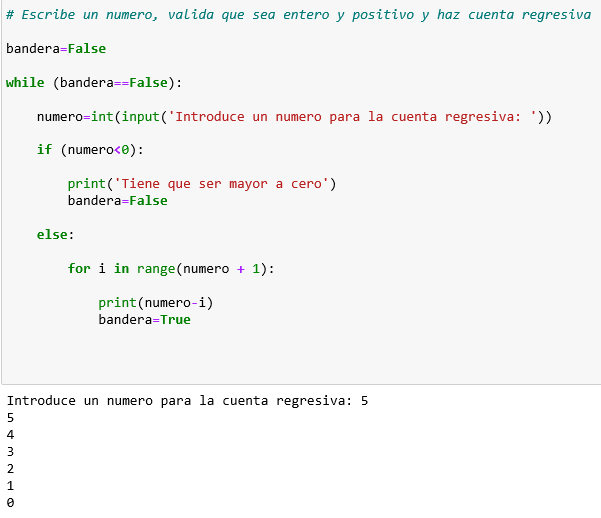 # Escribe un numero, valida que sea entero y positivo y haz cuenta regresiva
bandera=False
while (bandera==False):
numero=int(input('Introduce un numero para la cuenta regresiva: '))
if (numero<0):
print('Tiene que ser mayor a cero')
bandera=False
else:
for i in range(numero + 1):
print(numero-i)
bandera=True
Introduce un numero para la cuenta regresiva: 5
5
4
3
2
1
0